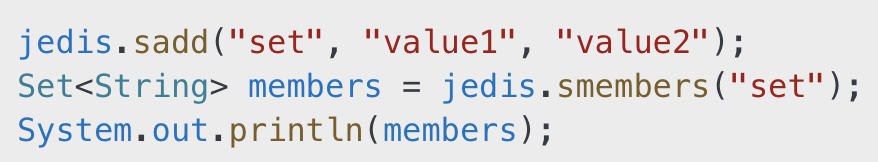 jedis.sadd("set", "value1", "value2");
Set<String> members = jedis.smembers("set");
System.out.println(members);